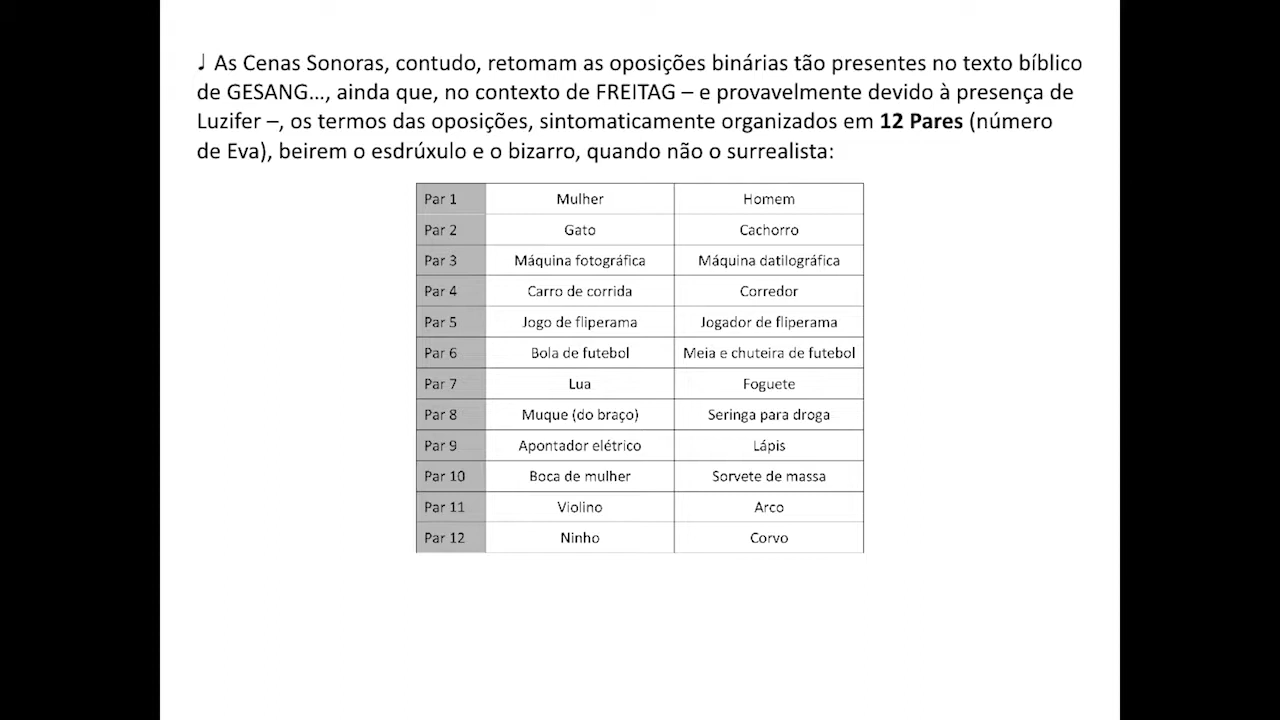 ♩ As Cenas Sonoras, contudo, retomam as oposições binárias tão presentes no texto bíblico
de GESANG..., ainda que, no contexto de FREITAG – e provavelmente devido à presença de
Luzifer –, os termos das oposições, sintomaticamente organizados em 12 Pares (número
de Eva), beirem o esdrúxulo e o bizarro, quando não o surrealista:
Par 1 Mulher Homem
Par 2 Gato Cachorro
Par 3 Máquina fotográfica Máquina datilográfica
Par 4 Carro de corrida Corredor
Par 5 Jogo de fliperama Jogador de fliperama
Par 6 Bola de futebol Meia e chuteira de futebol
Par 7 Lua Foguete
Par 8 Muque (do braço) Seringa para droga
Par 9 Apontador elétrico Lápis
Par 10 Boca de mulher Sorvete de massa
Par 11 Violino Arco
Par 12 Ninho Corvo